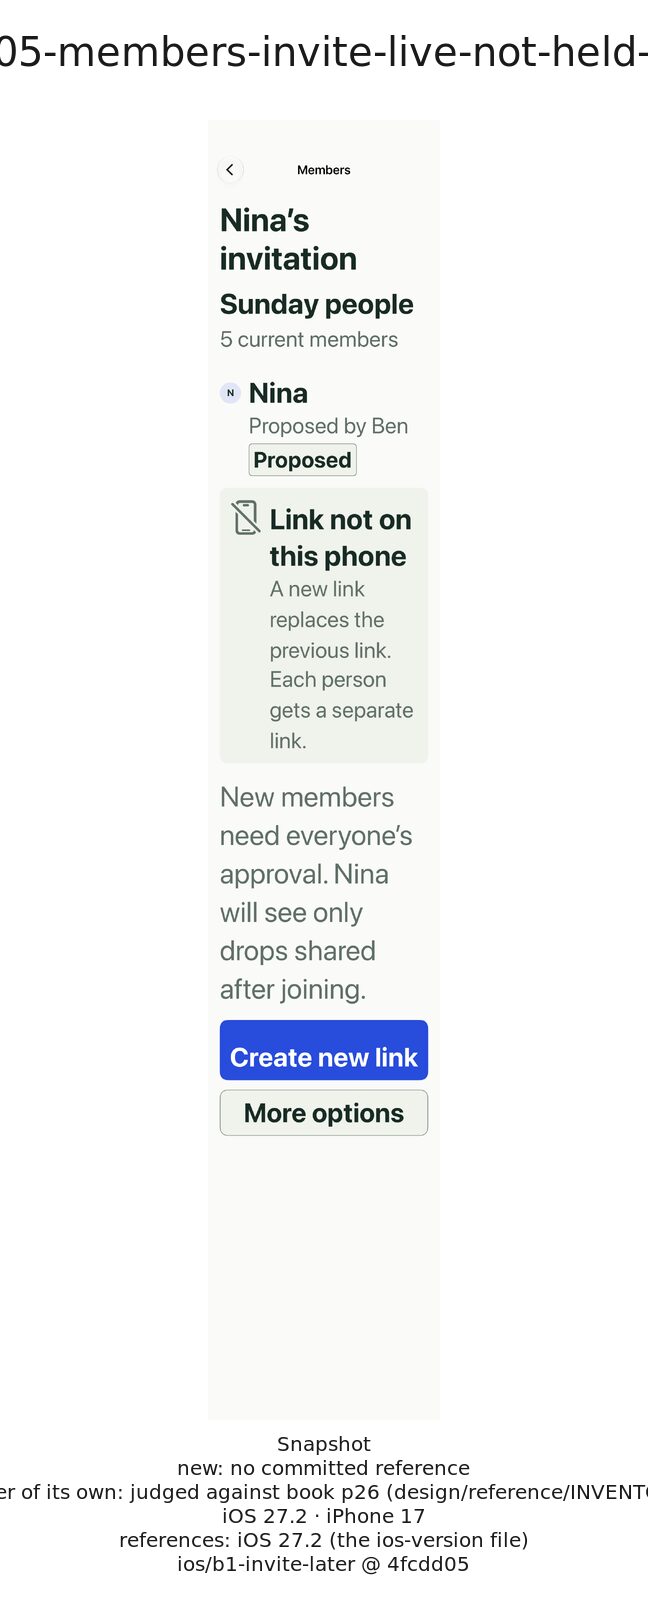 05-members-invite-live-not-held-
Members
Nina’s
invitation
Sunday people
5 current members
N
Nina
Proposed by Ben
Proposed
Link not on
this phone
A new link
replaces the
previous link.
Each person
gets a separate
link.
New members
need everyone’s
approval. Nina
will see only
drops shared
after joining.
Create new link
More options
Snapshot
new: no committed reference
er of its own: judged against book p26 (design/reference/INVENTO
iOS 27.2 · iPhone 17
references: iOS 27.2 (the ios-version file)
ios/b1-invite-later @ 4fcdd05